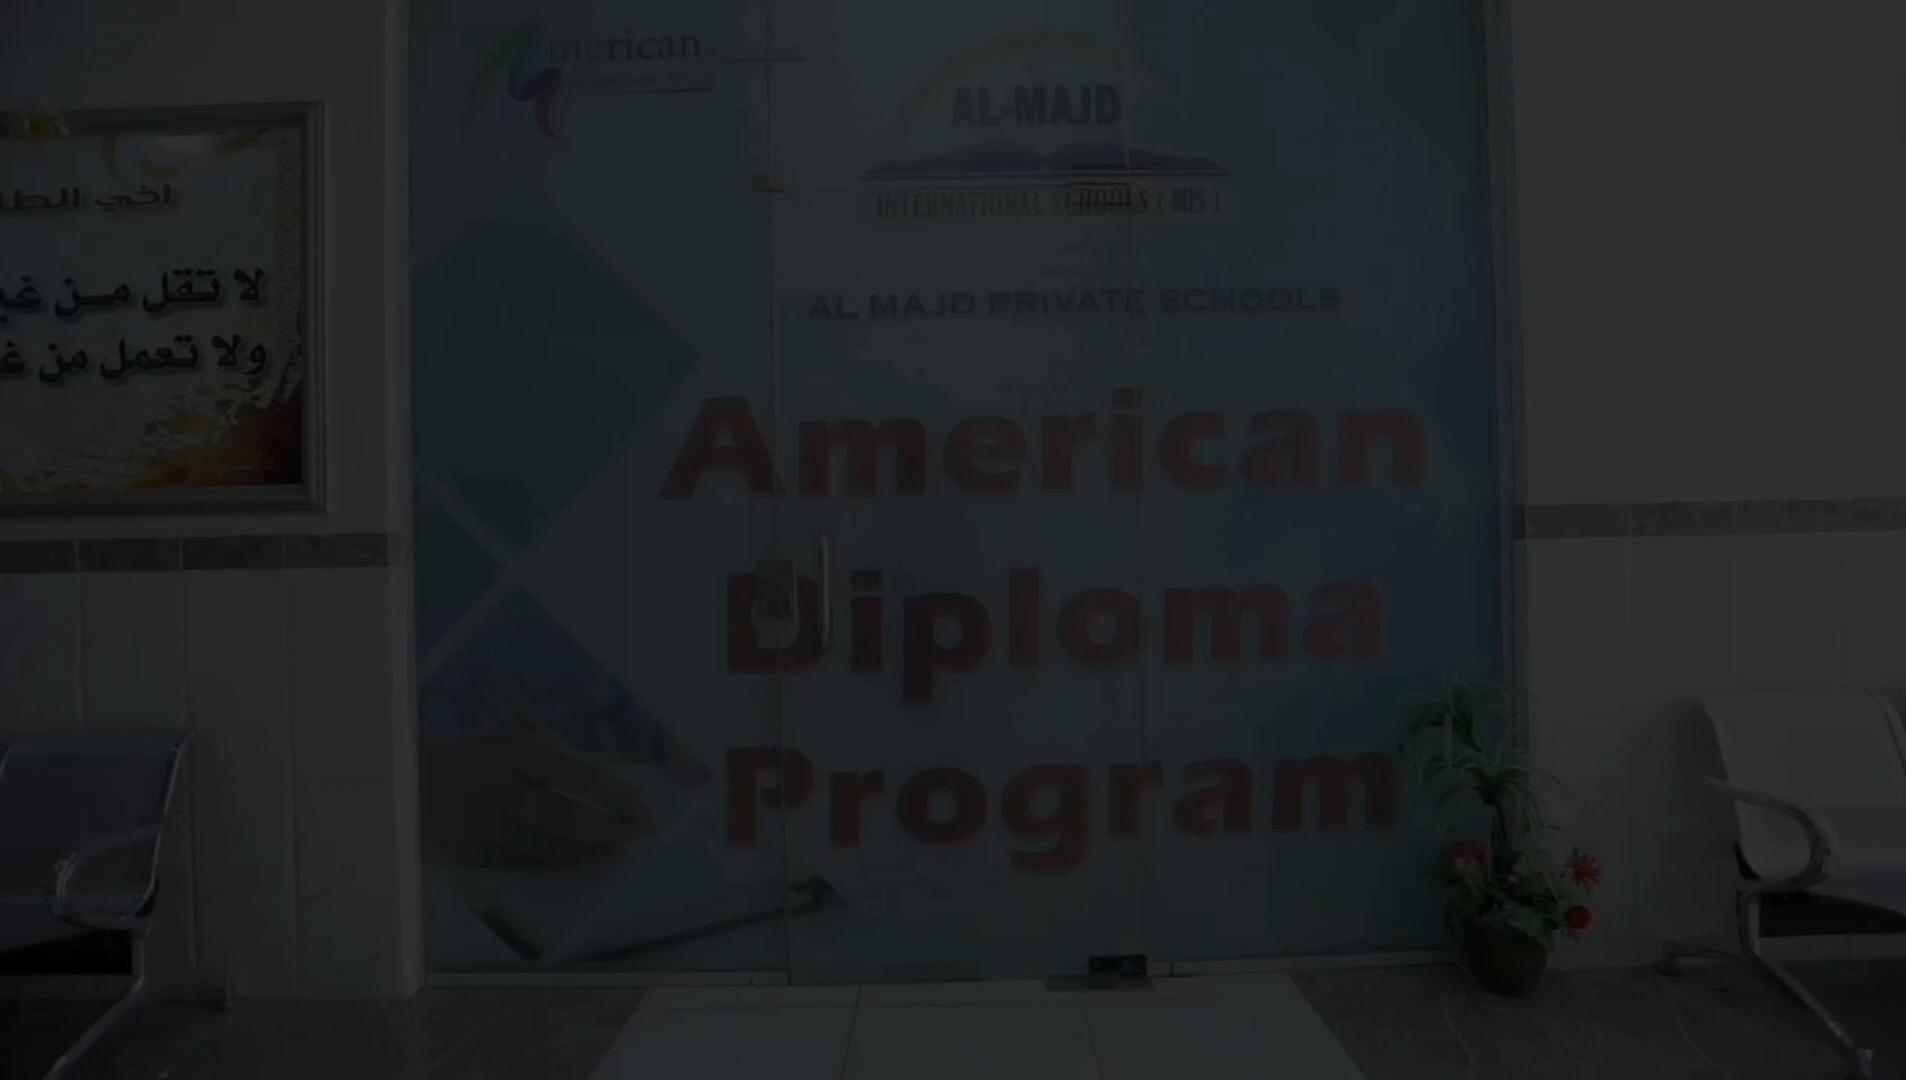 American
AL-MAJD
INTERNATIONAL SCHOOLS ( MIS )
AL MAJD PRIVATE SCHOOLS
American
Diploma
Program
اخي
لا تقل من
ولا تعمل من